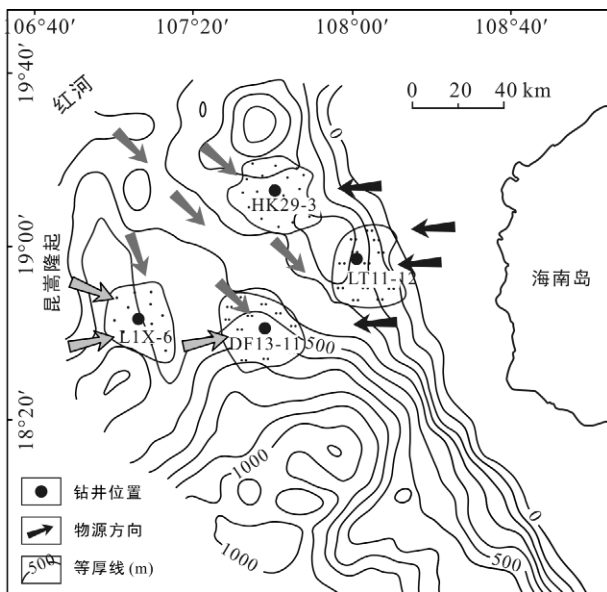 106°40′ 107°20′ 108°00′ 108°40′
19°40′
红河
0 20 40 km
0
HK29-3
19°00′
昆嵩隆起
LT11-12
海南岛
L1X-6
DF13-11
500
18°20′
1000
钻井位置
0
物源方向
500
1000
500
等厚线(m)